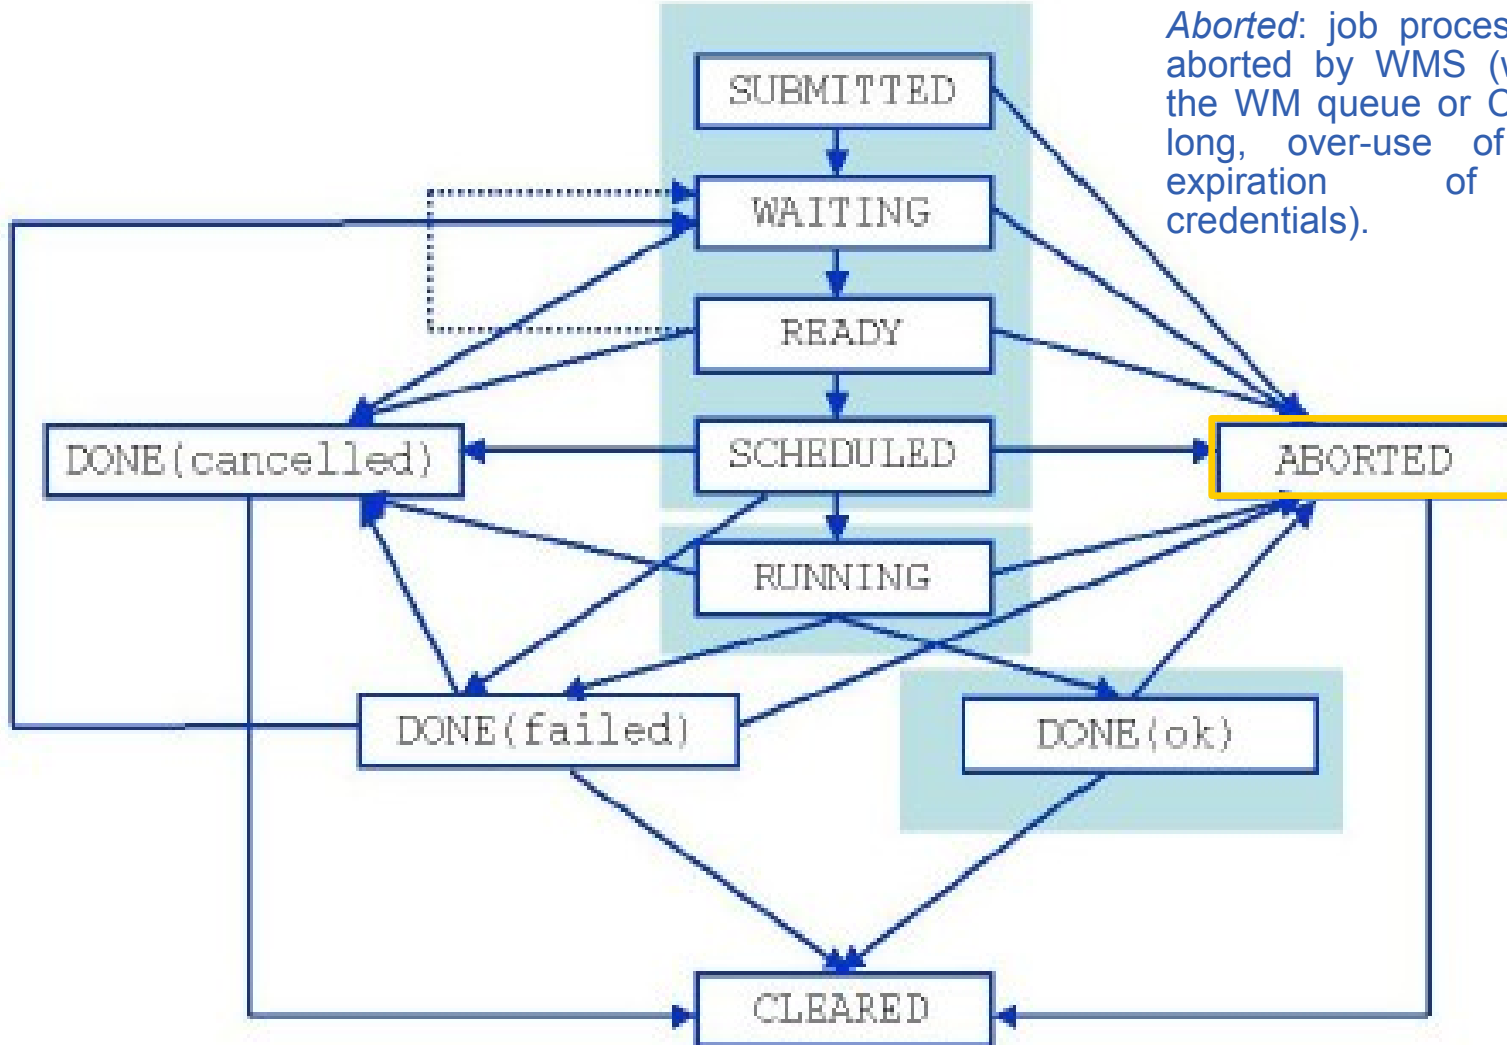 Aborted: job proces
aborted by WMS (
the WM queue or C
long, over-use of
expiration of
credentials).
SUBMITTED
WAITING
READY
DONE(cancelled)
SCHEDULED
ABORTED
RUNNING
DONE(failed)
DONE(ok)
CLEARED